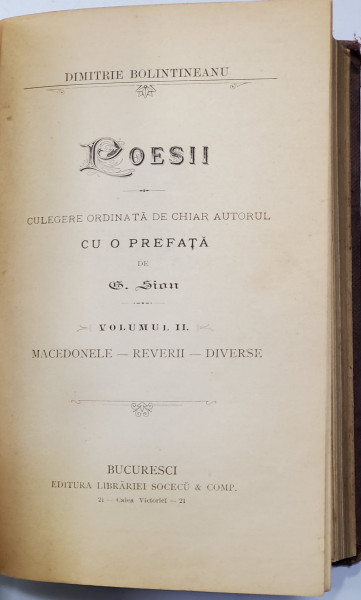 DIMITRIE BOLINTINEANU
POESII
CULEGERE ORDINATĂ DE CHIAR AUTORUL
CU O PREFAȚĂ
DE
G. Sion
VOLUMUL II.
MACEDONELE — REVERII — DIVERSE
BUCURESCI
EDITURA LIBRĂRIEI SOCECŬ & COMP.
21 — Calea Victoriei — 21